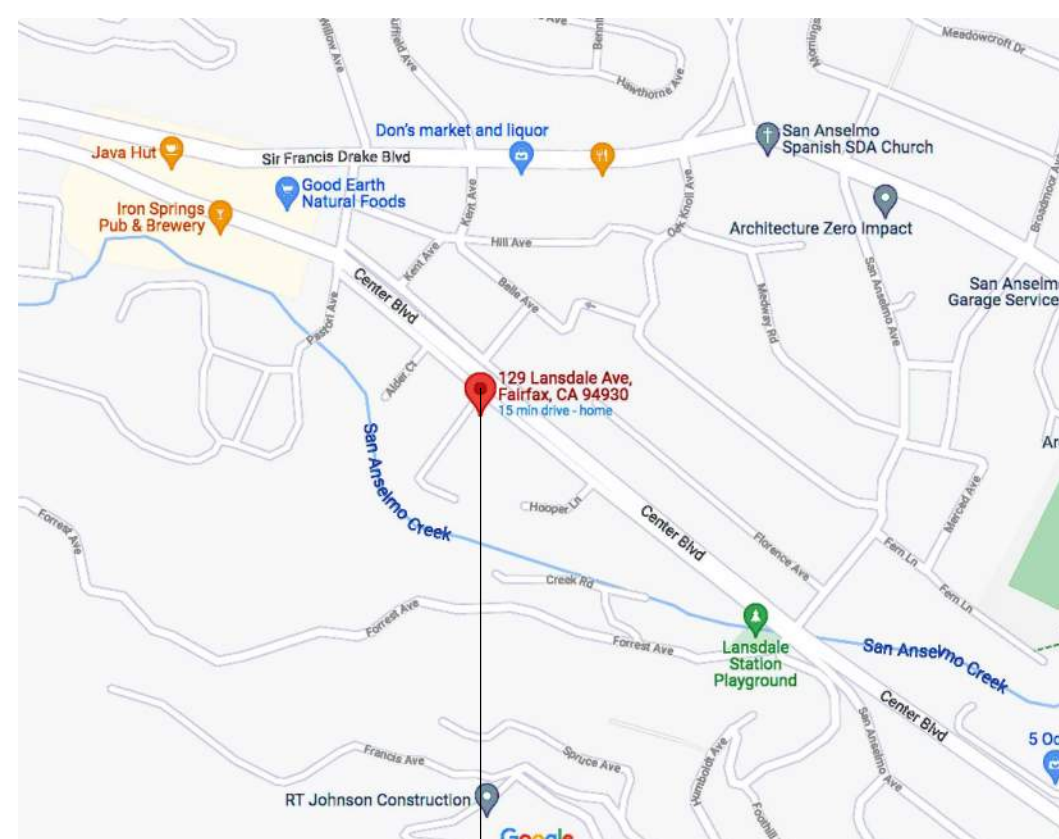 Willow Ave
Hawthorne Ave
Meadowcroft Dr
Java Hut
Don's market and liquor
San Anselmo
Spanish SDA Church
Sir Francis Drake Blvd
Good Earth
Natural Foods
Iron Springs
Pub & Brewery
Kent Ave
Oak Knoll Ave
Architecture Zero Impact
Broadmoor Ave
Hill Ave
Kent Ave
Center Blvd
Belle Ave
Medway Rd
San Anselmo Ave
San Anselm
Garage Service
Pastori Ave
Alder Ct
129 Lansdale Ave,
Fairfax, CA 94930
15 min drive - home
San Anselmo Creek
Hooper Ln
Center Blvd
Florence Ave
Merced Ave
Forrest Ave
Fern Ln
Fern Ln
Creek Rd
Forrest Ave
Forrest Ave
Lansdale
Station
Playground
San Anselmo Creek
Center Blvd
San Anselmo Ave
Francis Ave
Spruce Ave
Humboldt Ave
RT Johnson Construction
Google